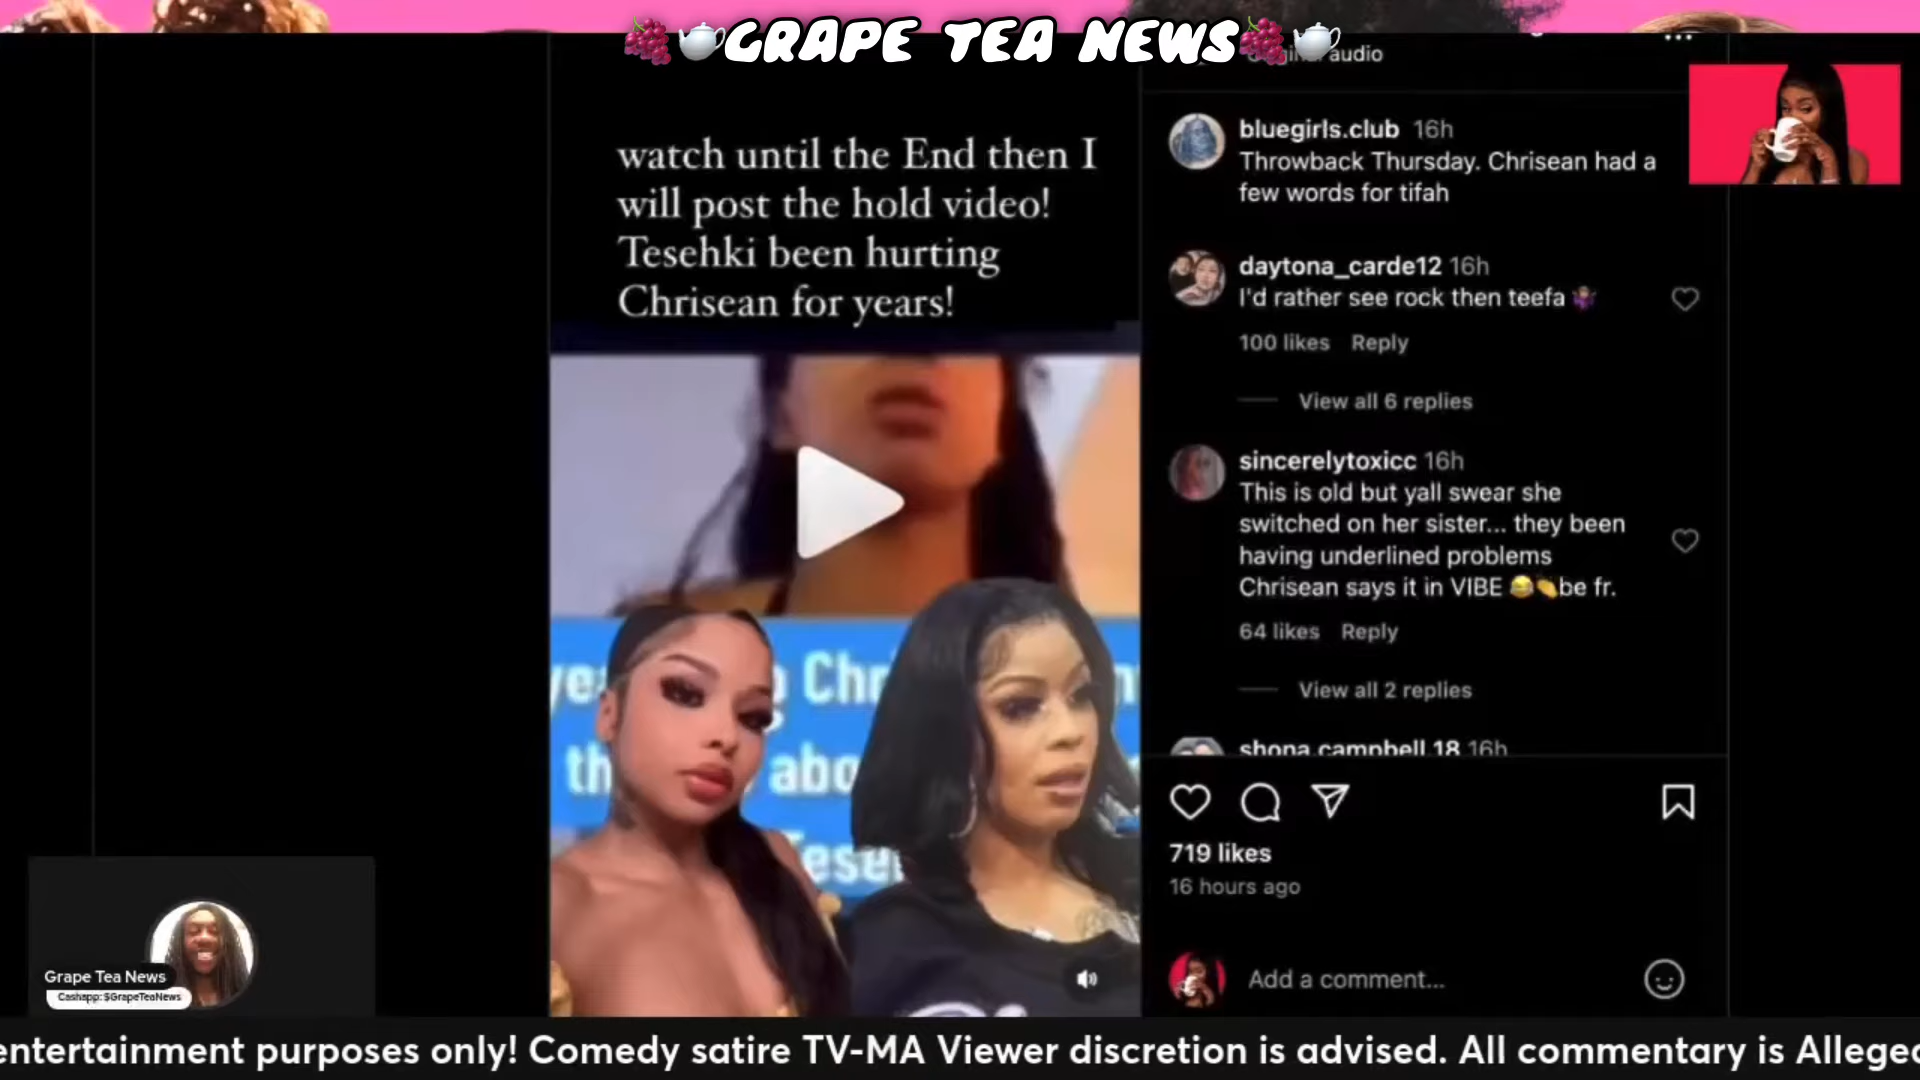 GRAPE TEA NEWS
audio
watch until the End then I
will post the hold video!
Tesehki been hurting
Chrisean for years!
bluegirls.club 16h
Throwback Thursday. Chrisean had a
few words for tifah
daytona_carde12 16h
I'd rather see rock then teefa 🤷🏾‍♀️
100 likes Reply
View all 6 replies
sincerelytoxicc 16h
This is old but yall swear she
switched on her sister... they been
having underlined problems
Chrisean says it in VIBE 😂👏be fr.
64 likes Reply
View all 2 replies
shona.campbell.18 16h
Chr
th abo
719 likes
16 hours ago
Add a comment...
Grape Tea News
Cashapp: $GrapeTeaNews
entertainment purposes only! Comedy satire TV-MA Viewer discretion is advised. All commentary is Alleged